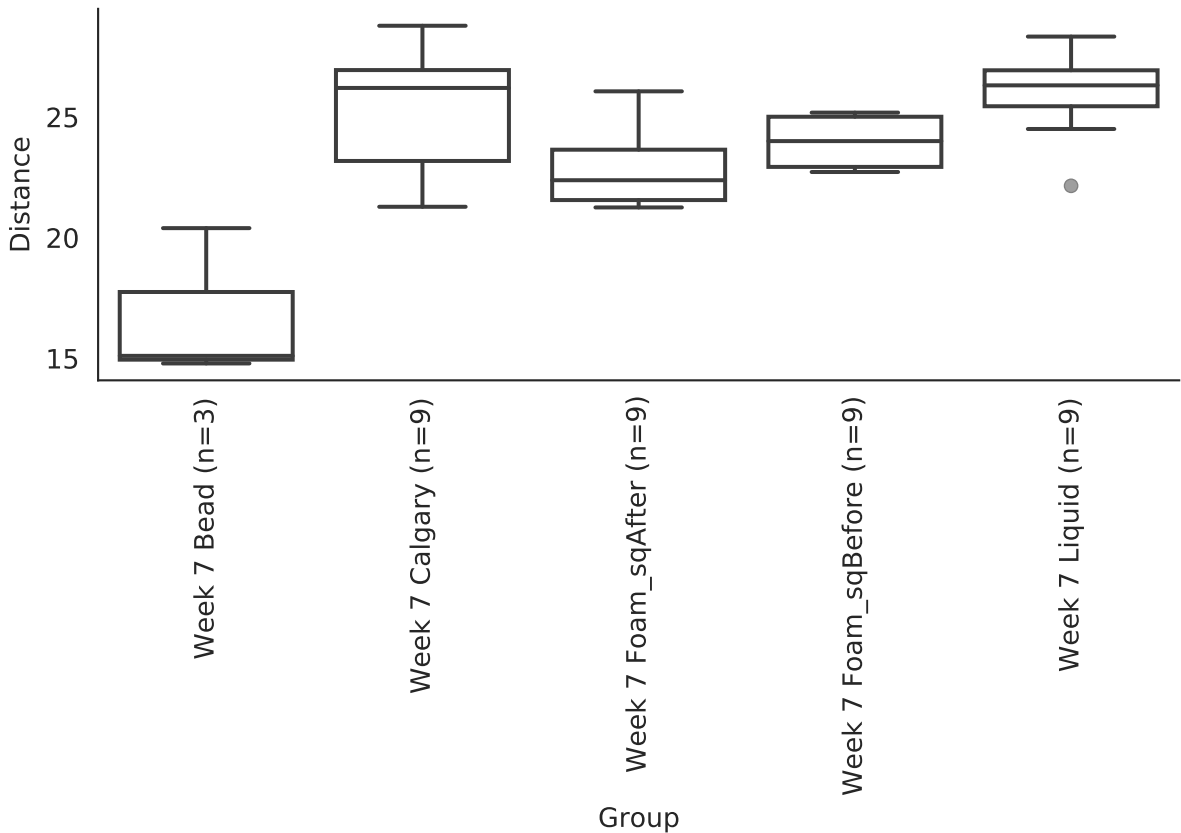 Distance
25
20
15
Week 7 Bead (n=3)
Week 7 Calgary (n=9)
Week 7 Foam_sqAfter (n=9)
Week 7 Foam_sqBefore (n=9)
Week 7 Liquid (n=9)
Group